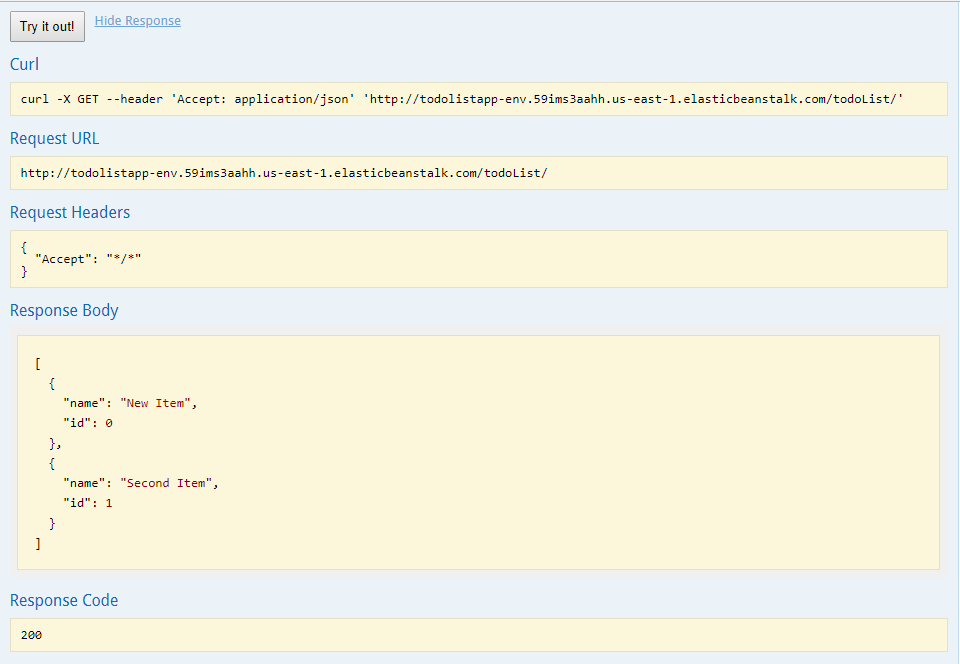 Try it out! Hide Response
Curl
curl -X GET --header 'Accept: application/json' 'http://todolistapp-env.59ims3aahh.us-east-1.elasticbeanstalk.com/todoList/'
Request URL
http://todolistapp-env.59ims3aahh.us-east-1.elasticbeanstalk.com/todoList/
Request Headers
{
  "Accept": "*/*"
}
Response Body
[
  {
    "name": "New Item",
    "id": 0
  },
  {
    "name": "Second Item",
    "id": 1
  }
]
Response Code
200